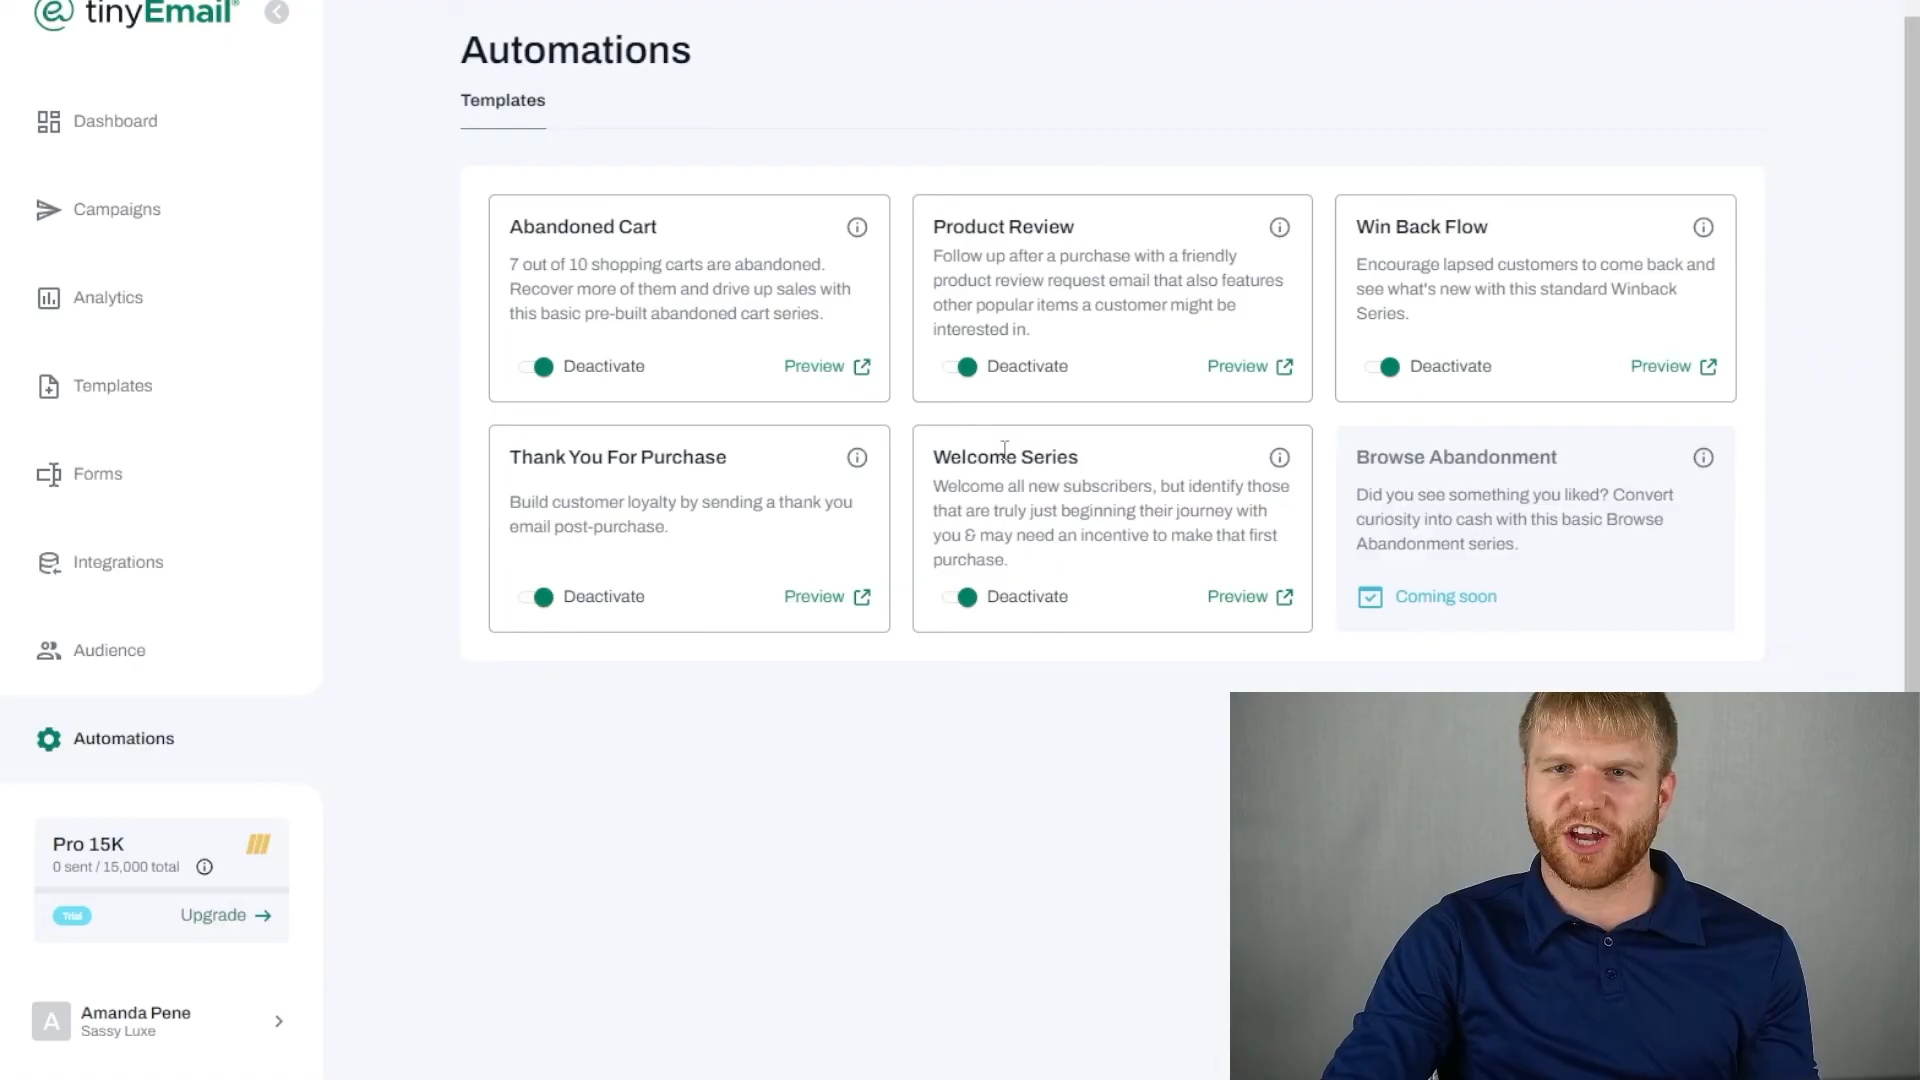 tinyEmail
Automations
Templates
Dashboard
Campaigns
Analytics
Templates
Forms
Integrations
Audience
Automations
Pro 15K
0 sent / 15,000 total
Trial
Upgrade
A
Amanda Pene
Sassy Luxe
Abandoned Cart
7 out of 10 shopping carts are abandoned.
Recover more of them and drive up sales with
this basic pre-built abandoned cart series.
Deactivate
Preview
Product Review
Follow up after a purchase with a friendly
product review request email that also features
other popular items a customer might be
interested in.
Deactivate
Preview
Win Back Flow
Encourage lapsed customers to come back and
see what's new with this standard Winback
Series.
Deactivate
Preview
Thank You For Purchase
Build customer loyalty by sending a thank you
email post-purchase.
Deactivate
Preview
Welcome Series
Welcome all new subscribers, but identify those
that are truly just beginning their journey with
you & may need an incentive to make that first
purchase.
Deactivate
Preview
Browse Abandonment
Did you see something you liked? Convert
curiosity into cash with this basic Browse
Abandonment series.
Coming soon